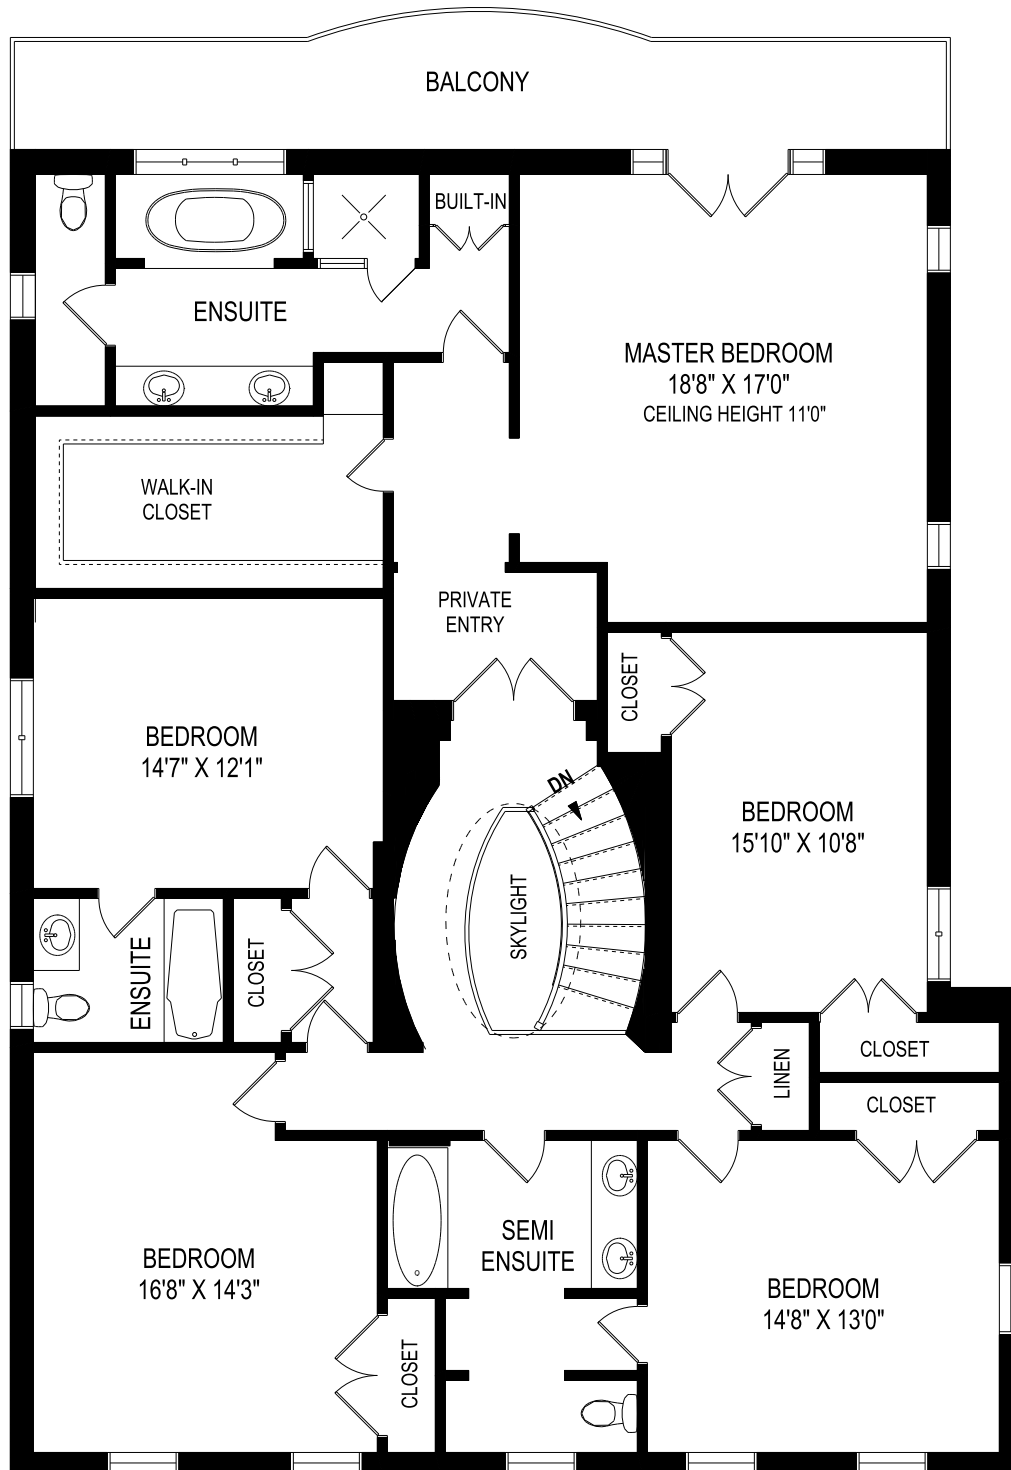 BALCONY
BUILT-IN
ENSUITE
MASTER BEDROOM
18'8" X 17'0"
CEILING HEIGHT 11'0"
WALK-IN
CLOSET
PRIVATE
ENTRY
CLOSET
BEDROOM
14'7" X 12'1"
DN
BEDROOM
15'10" X 10'8"
SKYLIGHT
ENSUITE
CLOSET
CLOSET
LINEN
CLOSET
SEMI
ENSUITE
BEDROOM
16'8" X 14'3"
BEDROOM
14'8" X 13'0"
CLOSET